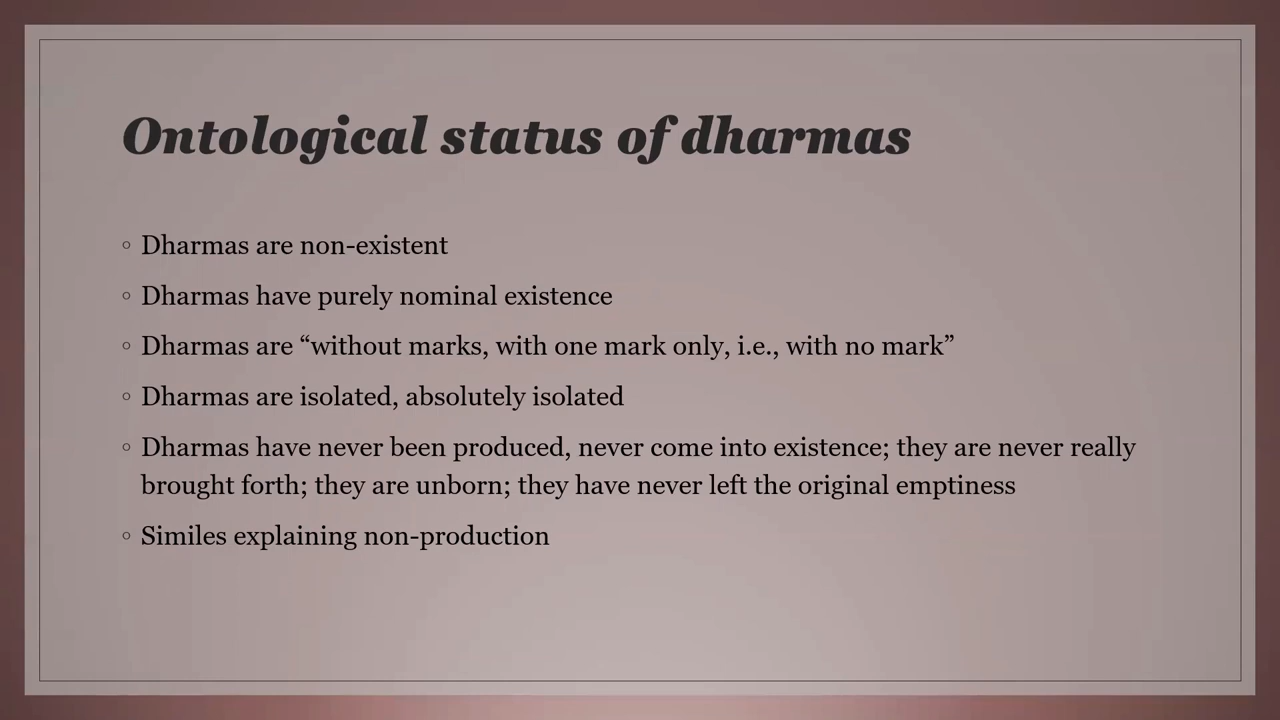 Ontological status of dharmas
◦ Dharmas are non-existent
◦ Dharmas have purely nominal existence
◦ Dharmas are “without marks, with one mark only, i.e., with no mark”
◦ Dharmas are isolated, absolutely isolated
◦ Dharmas have never been produced, never come into existence; they are never really
brought forth; they are unborn; they have never left the original emptiness
◦ Similes explaining non-production